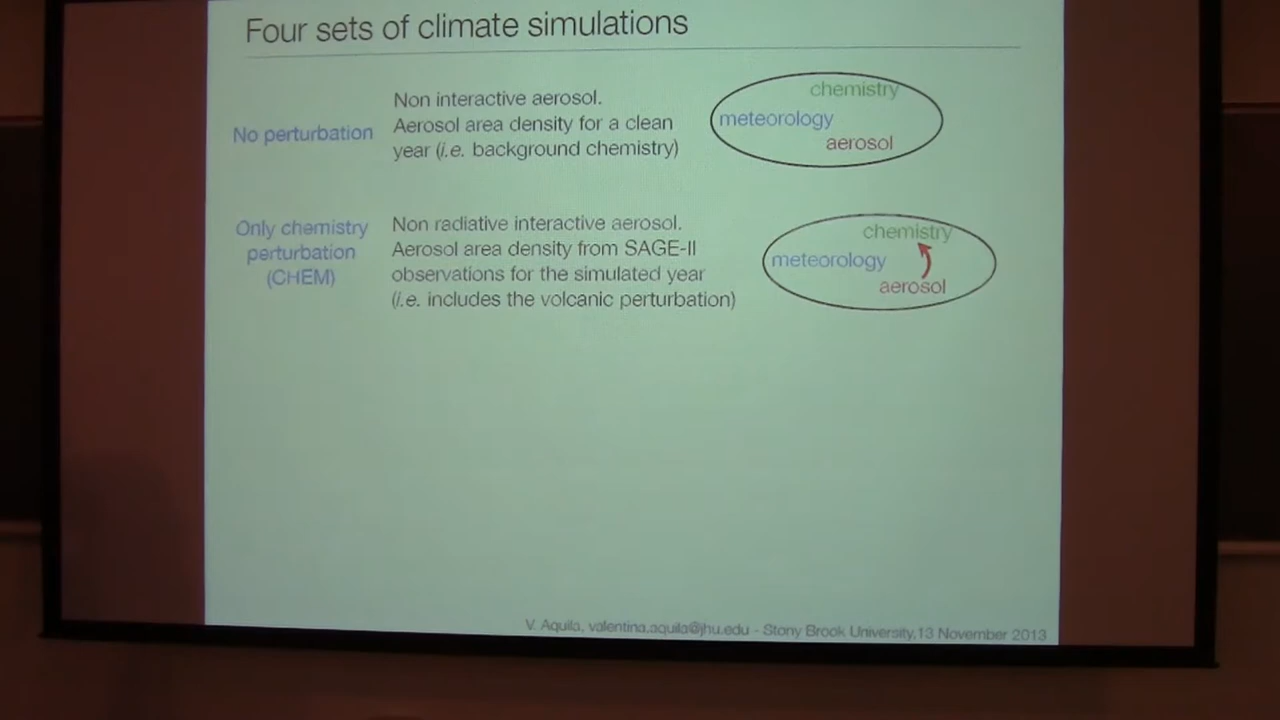 Four sets of climate simulations
No perturbation
Non interactive aerosol.
Aerosol area density for a clean
year (i.e. background chemistry)
chemistry
meteorology
aerosol
Only chemistry
perturbation
(CHEM)
Non radiative interactive aerosol.
Aerosol area density from SAGE-II
observations for the simulated year
(i.e. includes the volcanic perturbation)
chemistry
meteorology
aerosol
V. Aquila, valentina.aquila@jhu.edu - Stony Brook University,13 November 2013